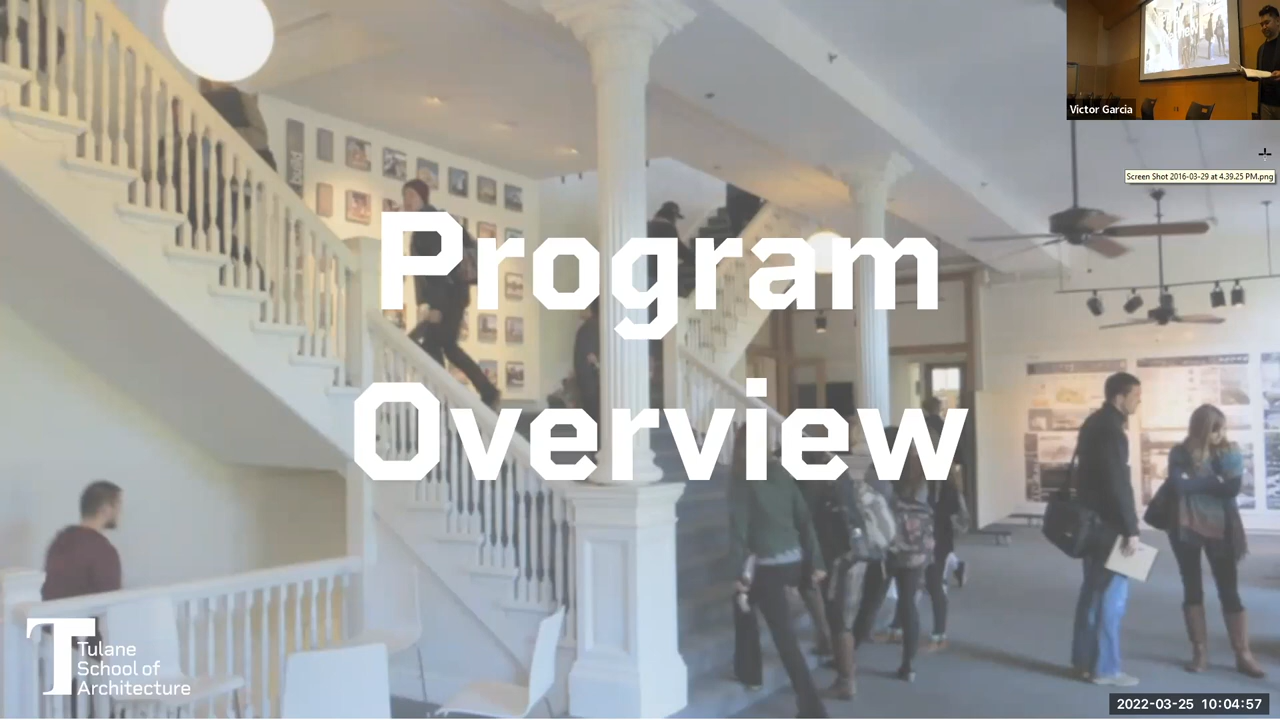 Victor Garcia
Screen Shot 2016-03-29 at 4.39.25 PM.png
Program
Overview
Tulane
School of
Architecture
2022-03-25 10:04:57